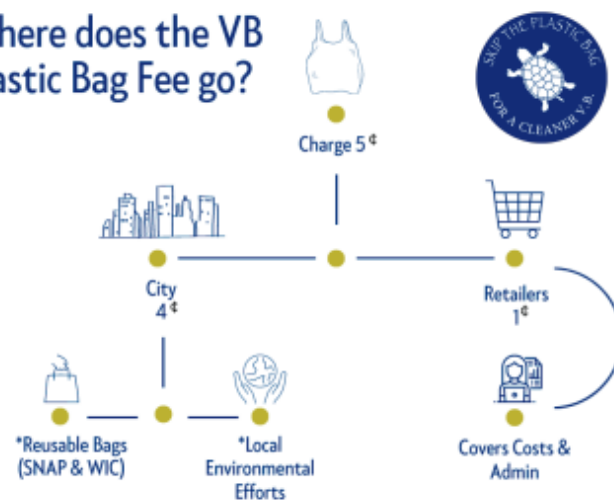 here does the VB
astic Bag Fee go?
SKIP THE PLASTIC BAG
FOR A CLEANER V.B.
Charge 5¢
City
4¢
Retailers
1¢
*Reusable Bags
(SNAP & WIC)
*Local
Environmental
Efforts
Covers Costs &
Admin